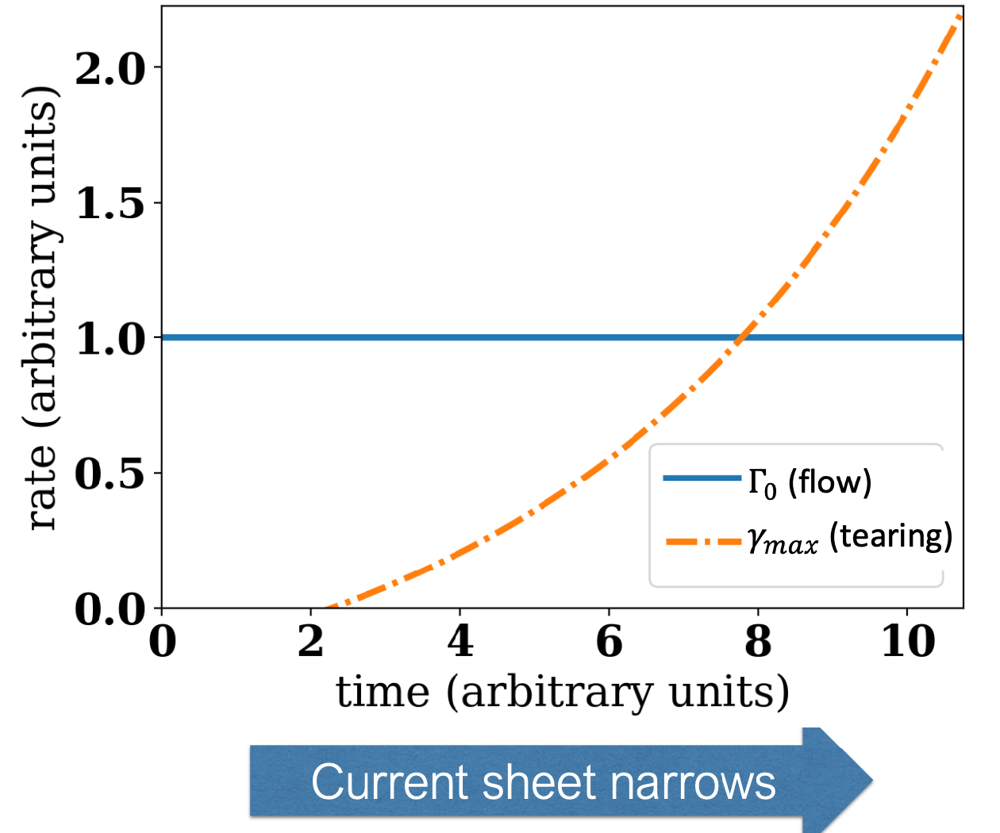 2.0
1.5
1.0
0.5
0.0
rate (arbitrary units)
Γ₀ (flow)
γₘₐₓ (tearing)
0 2 4 6 8 10
time (arbitrary units)
Current sheet narrows